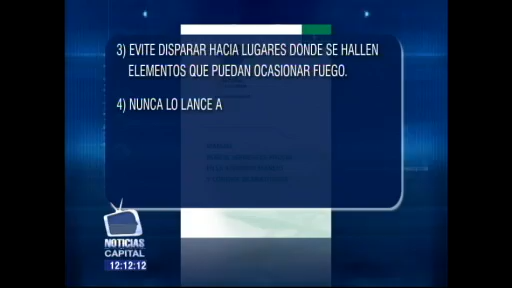 3) EVITE DISPARAR HACIA LUGARES DONDE SE HALLEN
ELEMENTOS QUE PUEDAN OCASIONAR FUEGO.
4) NUNCA LO LANCE A
NOTICIAS
CAPITAL
12:12:12